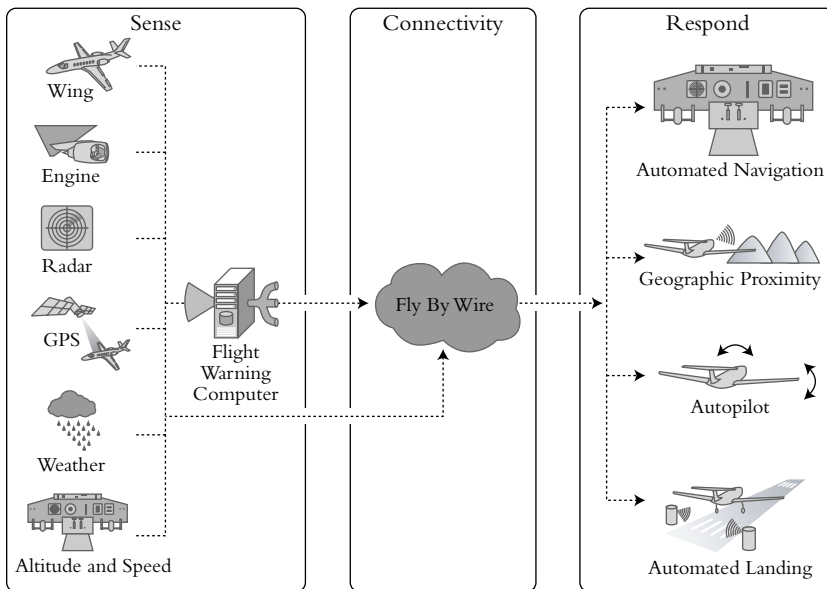 Sense
Wing
Engine
Radar
GPS
Weather
Altitude and Speed
Flight
Warning
Computer
Connectivity
Fly By Wire
Respond
Automated Navigation
Geographic Proximity
Autopilot
Automated Landing